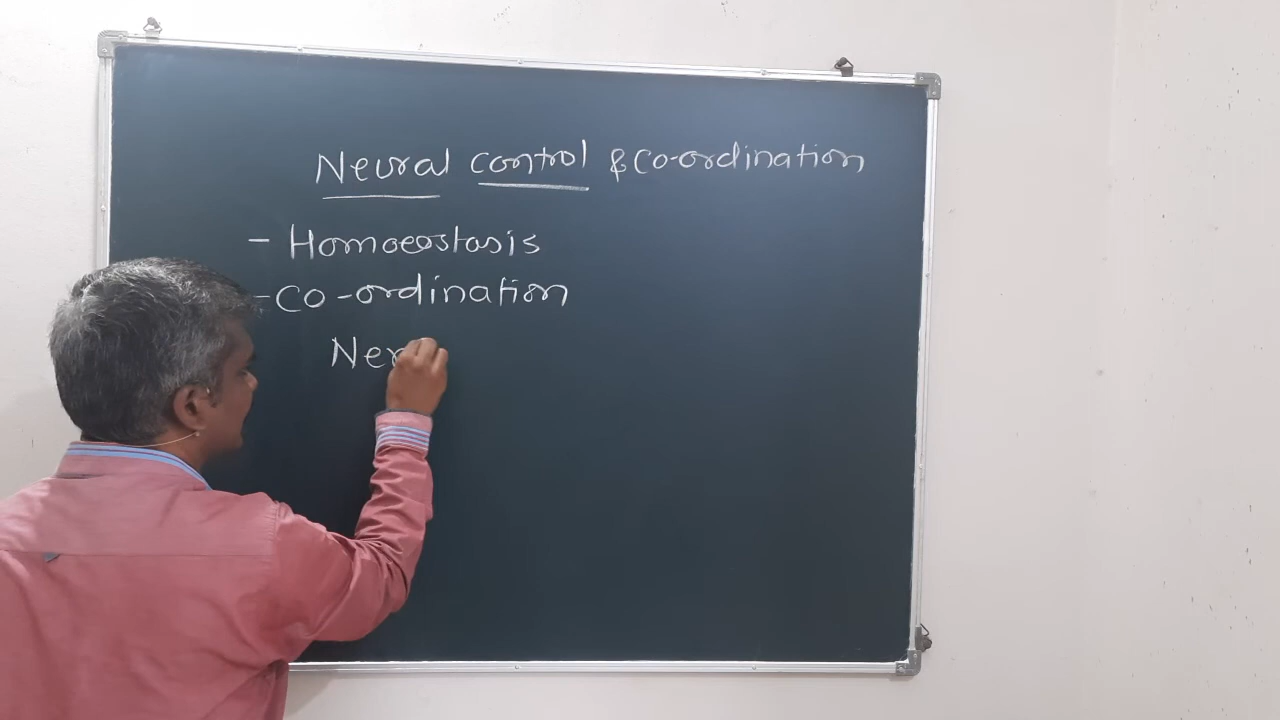 Neural control & Co-ordination
- Homoeostasis
- Co-ordination
Ner